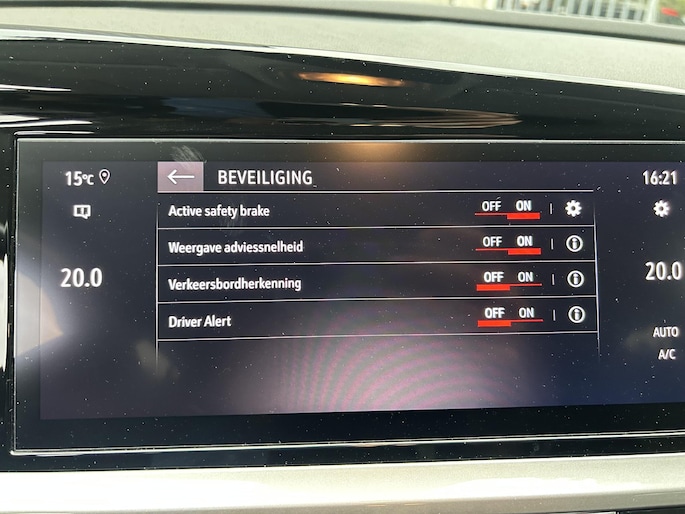 15°C BEVEILIGING 16:21
Active safety brake OFF ON
Weergave adviessnelheid OFF ON
20.0 Verkeersbordherkenning OFF ON 20.0
Driver Alert OFF ON
AUTO
A/C